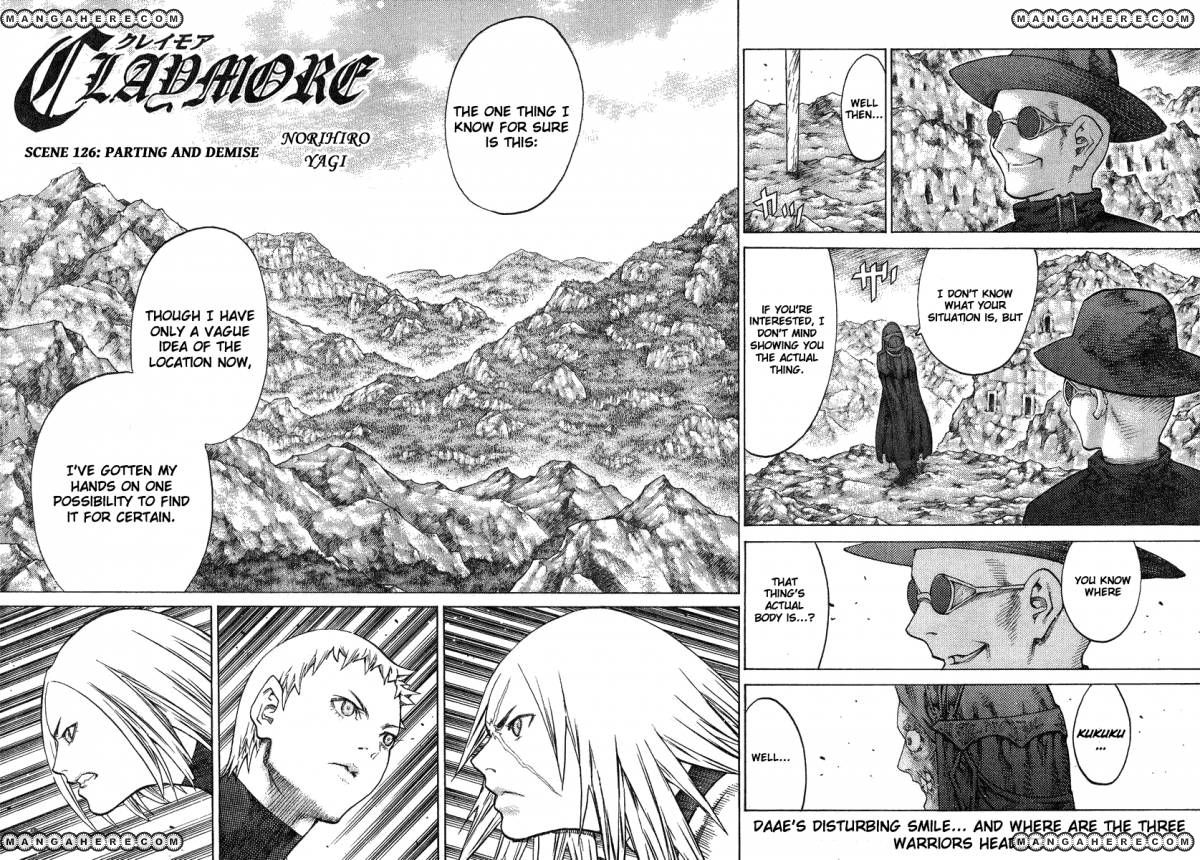 MANGAHERE.COM
MANGAHERE.COM
WELL
THEN...
ガッ
I DON'T KNOW
WHAT YOUR
SITUATION IS, BUT
ザッ
IF YOU'RE
INTERESTED, I
DON'T MIND
SHOWING YOU
THE ACTUAL
THING.
YOU KNOW
WHERE
THAT
THING'S
ACTUAL
BODY IS...?
KUKUKU
...
WELL...
DAAE'S DISTURBING SMILE... AND WHERE ARE THE THREE
WARRIORS
クレイモア
CLAYMORE
NORIHIRO
YAGI
SCENE 126: PARTING AND DEMISE
THE ONE THING I
KNOW FOR SURE
IS THIS:
THOUGH I HAVE
ONLY A VAGUE
IDEA OF THE
LOCATION NOW,
I'VE GOTTEN MY
HANDS ON ONE
POSSIBILITY TO FIND
IT FOR CERTAIN.
MANGAHERE.COM
MANGAHERE.COM